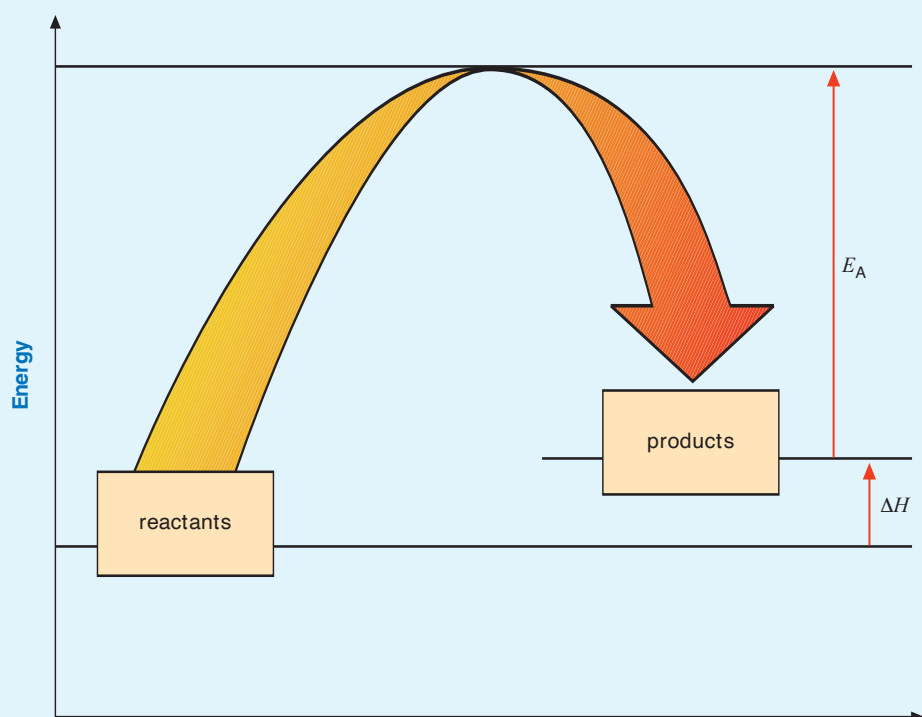 Energy
reactants
products
E_A
ΔH